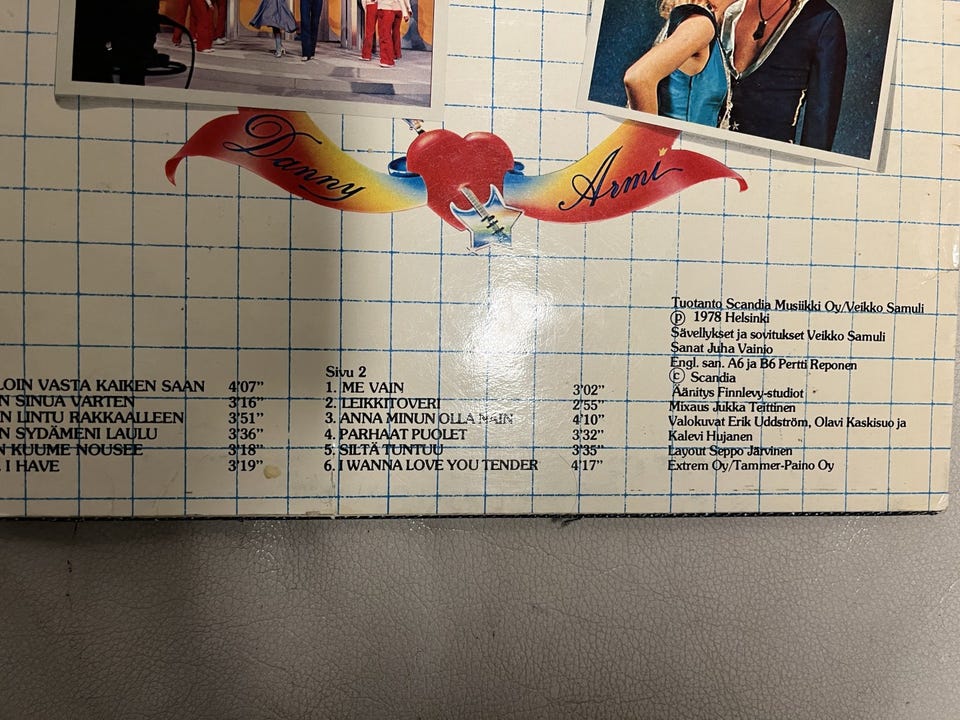 Danny
Armi
LOIN VASTA KAIKEN SAAN 4'07"
N SINUA VARTEN 3'16"
N LINTU RAKKAALLEEN 3'51"
N SYDÄMENI LAULU 3'36"
N KUUME NOUSEE 3'18"
I HAVE 3'19"
Sivu 2
1. ME VAIN 3'02"
2. LEIKKITOVERI 2'55"
3. ANNA MINUN OLLA NAIN 4'10"
4. PARHAAT PUOLET 3'32"
5. SILTÄ TUNTUU 3'35"
6. I WANNA LOVE YOU TENDER 4'17"
Tuotanto Scandia Musiikki Oy/Veikko Samuli
Ⓟ 1978 Helsinki
Sävellykset ja sovitukset Veikko Samuli
Sanat Juha Vainio
Engl. san. A6 ja B6 Pertti Reponen
© Scandia
Äänitys Finnlevy-studiot
Mixaus Jukka Teittinen
Valokuvat Erik Uddström, Olavi Kaskisuo ja
Kalevi Hujanen
Layout Seppo Järvinen
Extrem Oy/Tammer-Paino Oy